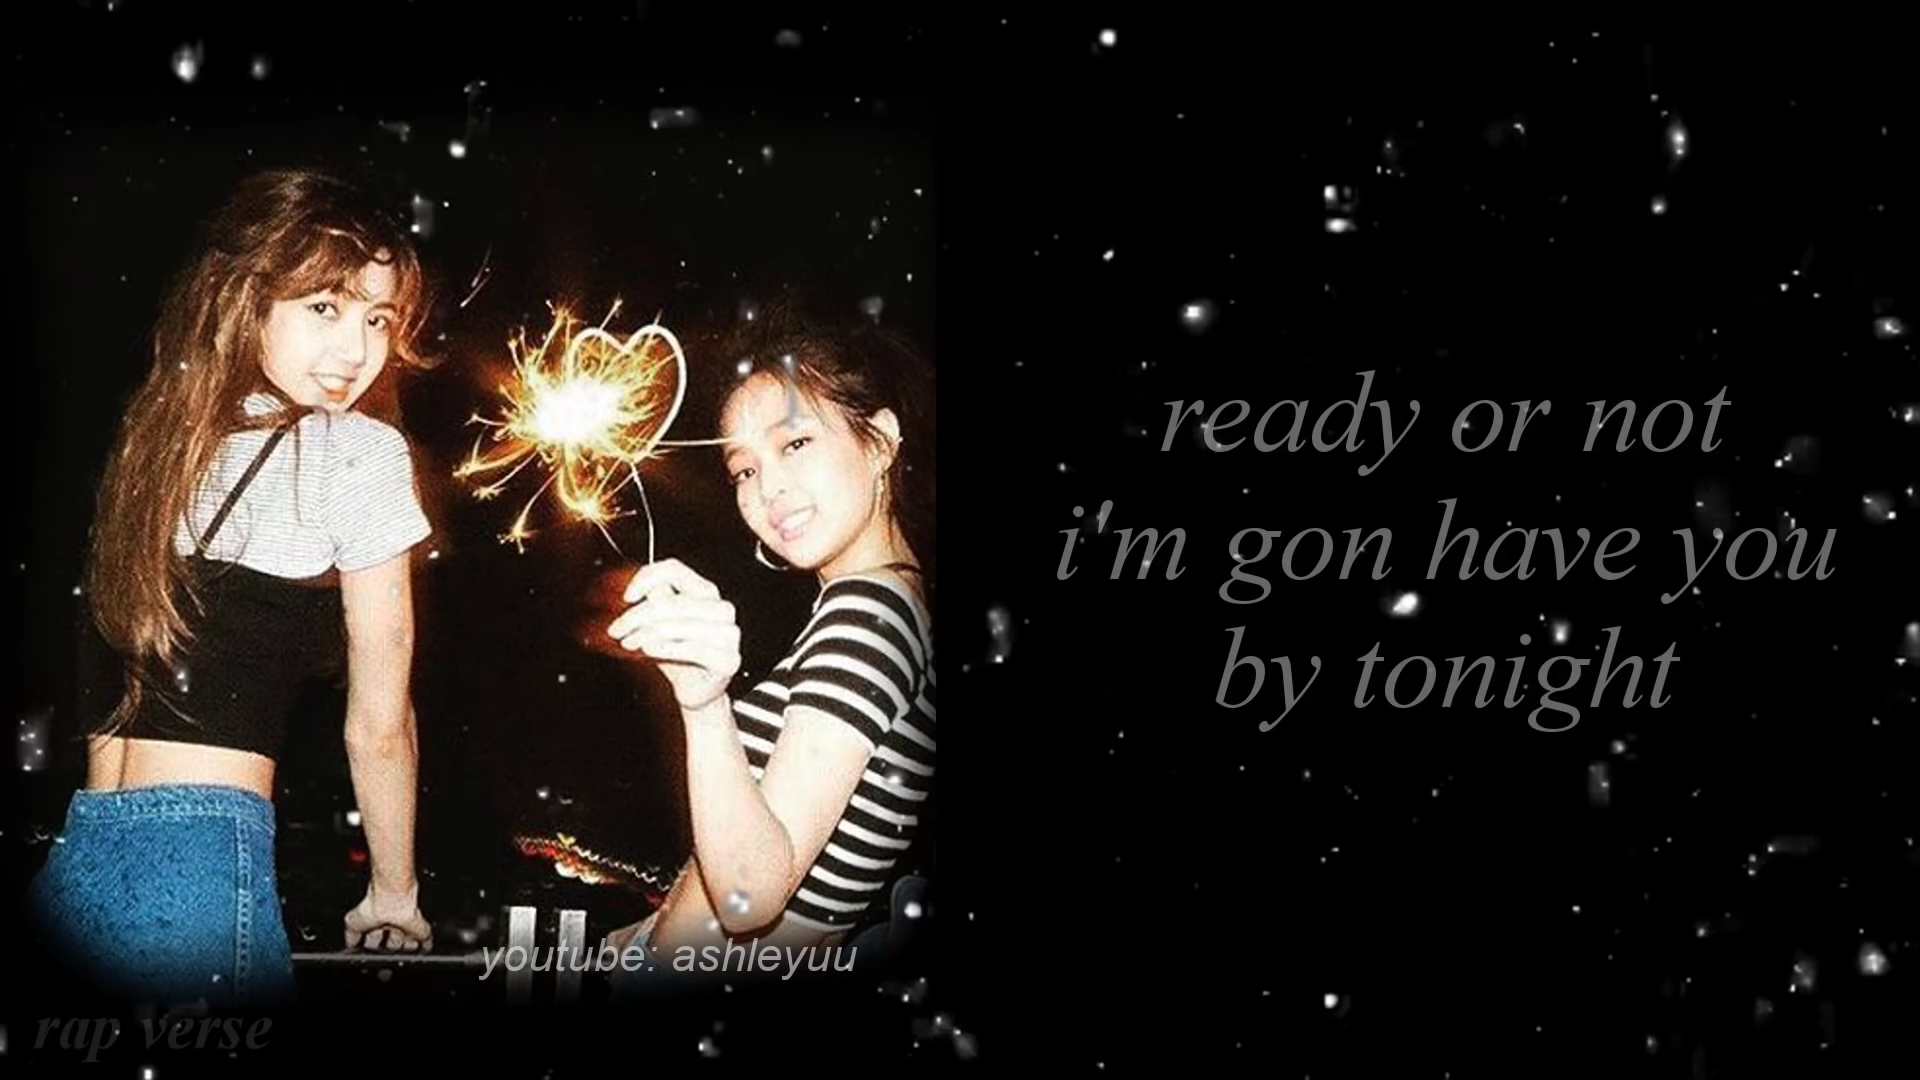 ready or not
i'm gon have you
by tonight
youtube: ashleyuu
rap verse